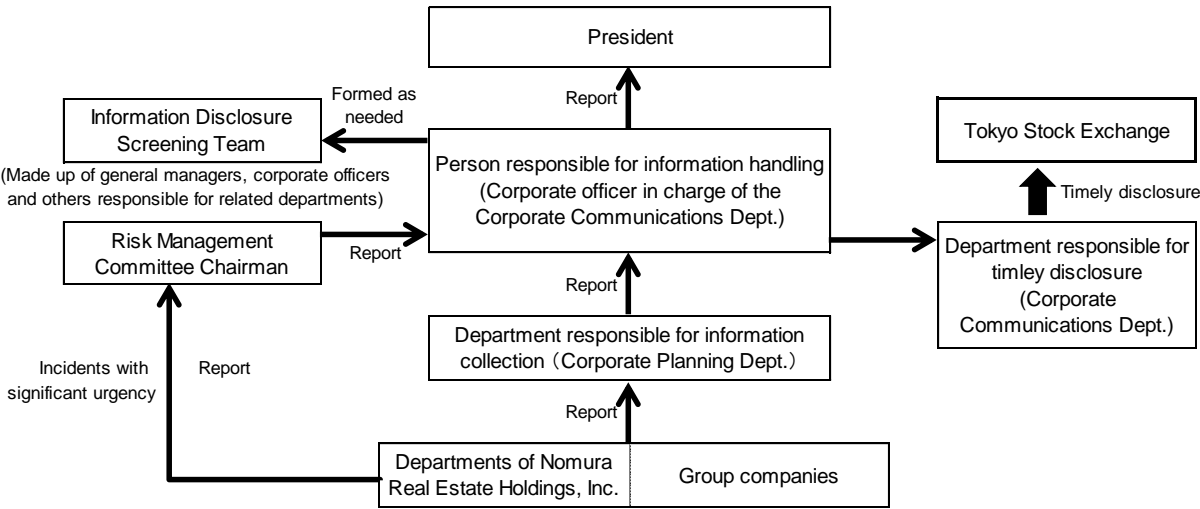 President
Report
Formed as
needed
Information Disclosure
Screening Team
(Made up of general managers, corporate officers
and others responsible for related departments)
Person responsible for information handling
(Corporate officer in charge of the
Corporate Communications Dept.)
Tokyo Stock Exchange
Timely disclosure
Risk Management
Committee Chairman
Report
Department responsible for
timley disclosure
(Corporate
Communications Dept.)
Report
Department responsible for information
collection（Corporate Planning Dept.）
Incidents with
significant urgency
Report
Report
Departments of Nomura
Real Estate Holdings, Inc.
Group companies